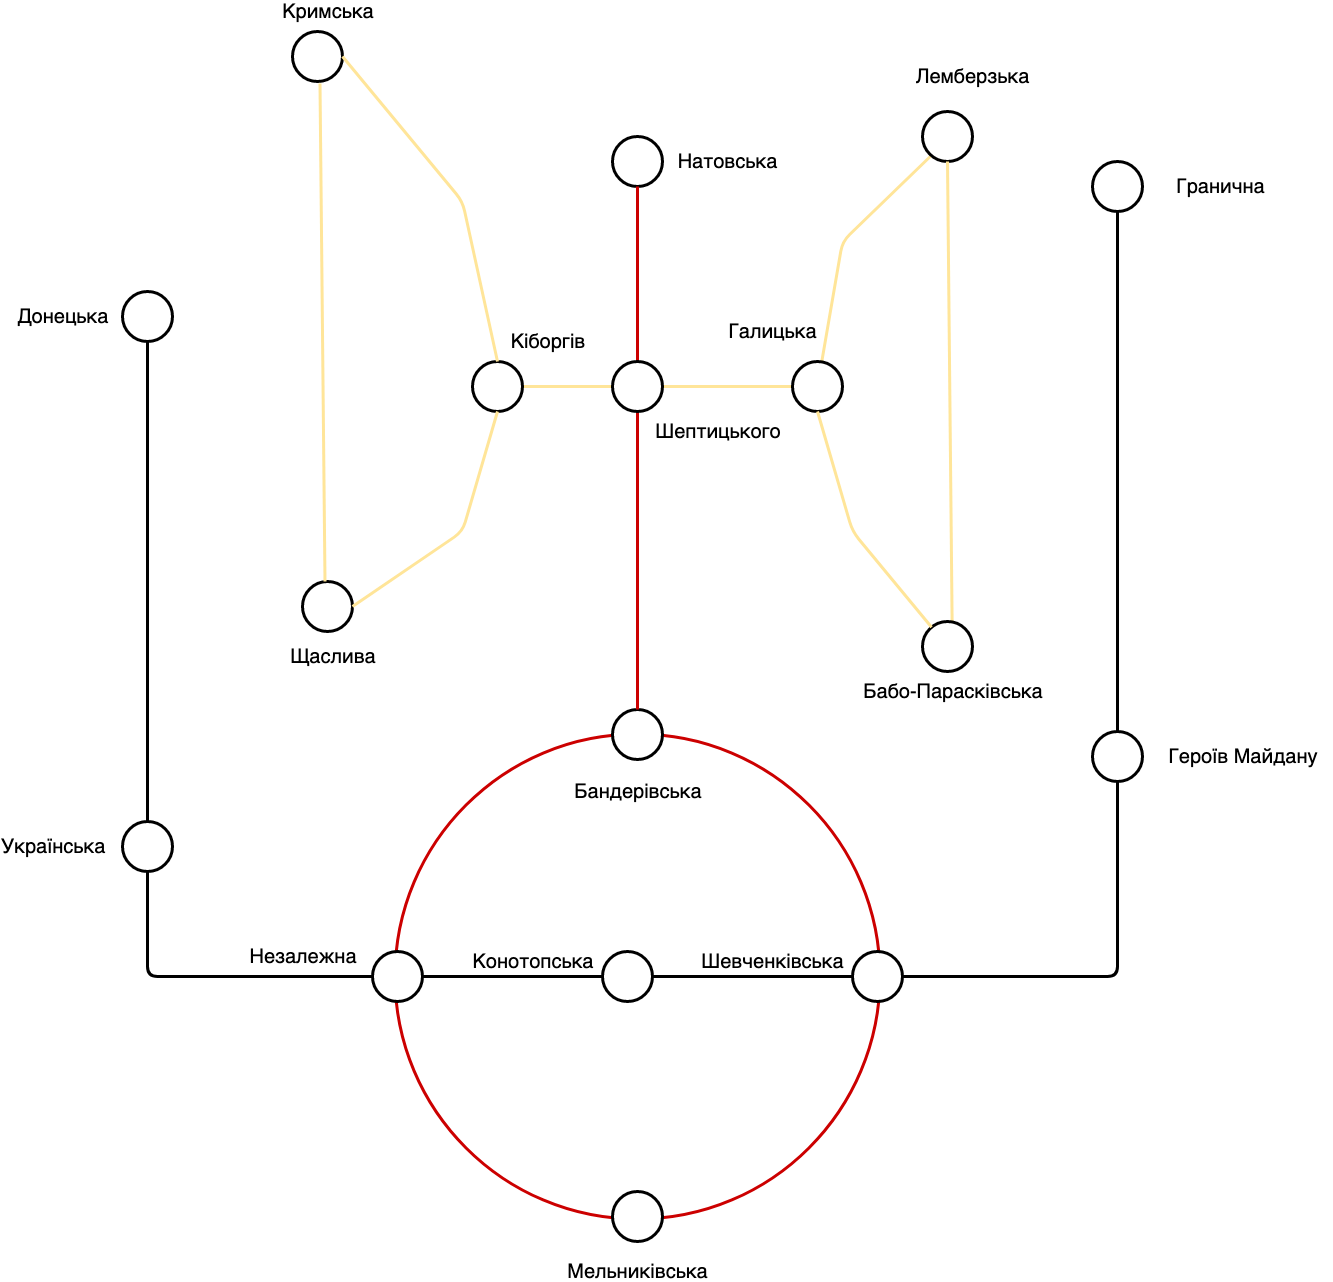 Кримська
Лемберзька
Натовська
Гранична
Донецька
Кіборгів
Галицька
Шептицького
Щаслива
Бабо-Парасківська
Героїв Майдану
Бандерівська
Українська
Незалежна
Конотопська
Шевченківська
Мельниківська